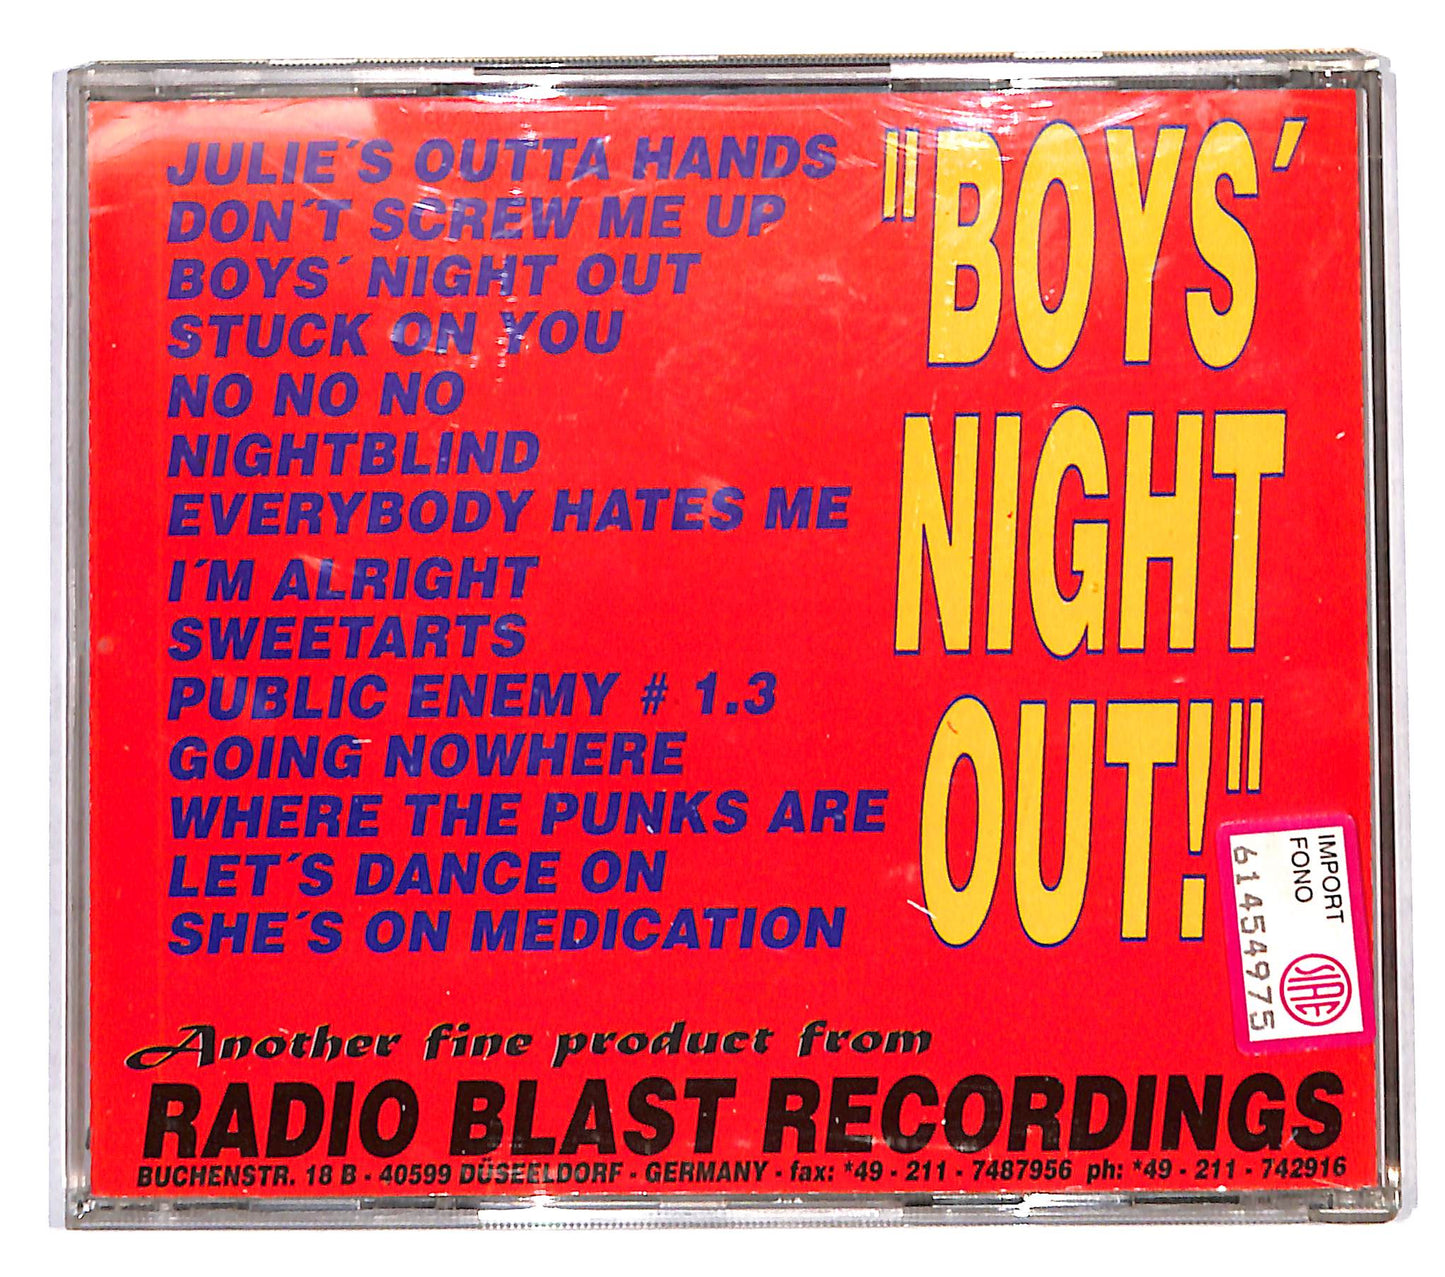 JULIE´S OUTTA HANDS
DON´T SCREW ME UP
BOYS´ NIGHT OUT
STUCK ON YOU
NO NO NO
NIGHTBLIND
EVERYBODY HATES ME
I´M ALRIGHT
SWEETARTS
PUBLIC ENEMY # 1.3
GOING NOWHERE
WHERE THE PUNKS ARE
LET´S DANCE ON
SHE´S ON MEDICATION
"BOYS'
NIGHT
OUT!"
IMPORT
FONO
61454975
SIAE
Another fine product from
RADIO BLAST RECORDINGS
BUCHENSTR. 18 B - 40599 DÜSEELDORF - GERMANY - fax: *49 - 211 - 7487956 ph: *49 - 211 - 742916